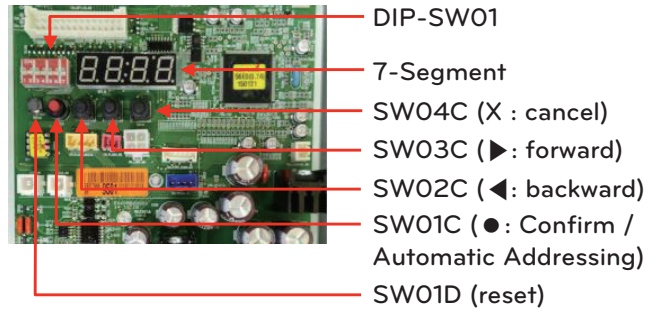 DIP-SW01
7-Segment
SW04C (X : cancel)
SW03C (▶: forward)
SW02C (◀: backward)
SW01C (●: Confirm /
Automatic Addressing)
SW01D (reset)